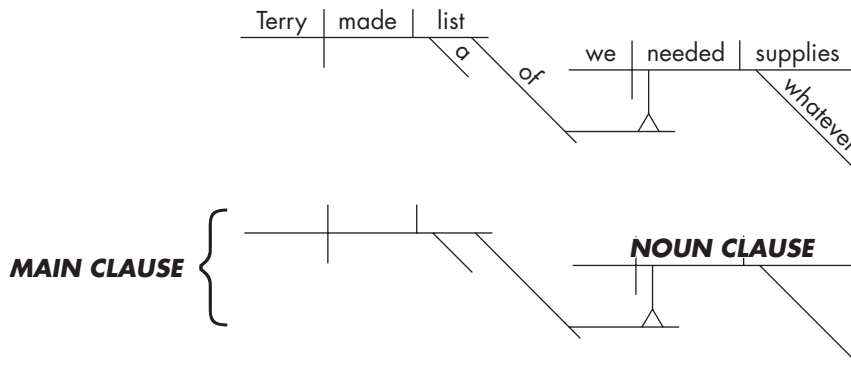 Terry made list
a
of
we needed supplies
whatever
MAIN CLAUSE
NOUN CLAUSE